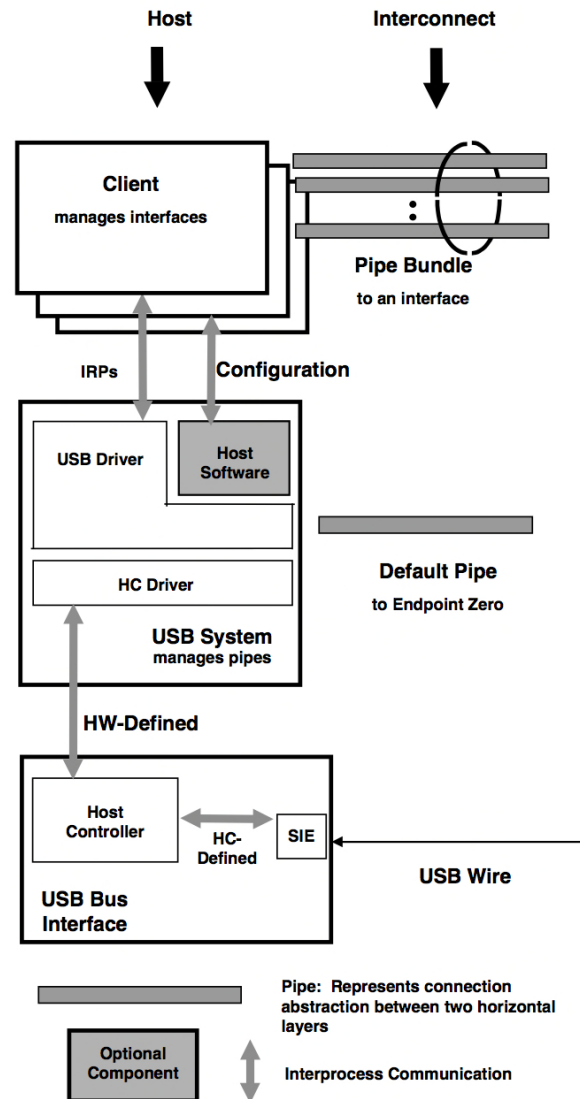 Host
Interconnect
Client
manages interfaces
Pipe Bundle
to an interface
IRPs
Configuration
USB Driver
Host
Software
HC Driver
Default Pipe
to Endpoint Zero
USB System
manages pipes
HW-Defined
Host
Controller
HC-
Defined
SIE
USB Wire
USB Bus
Interface
Pipe: Represents connection
abstraction between two horizontal
layers
Optional
Component
Interprocess Communication